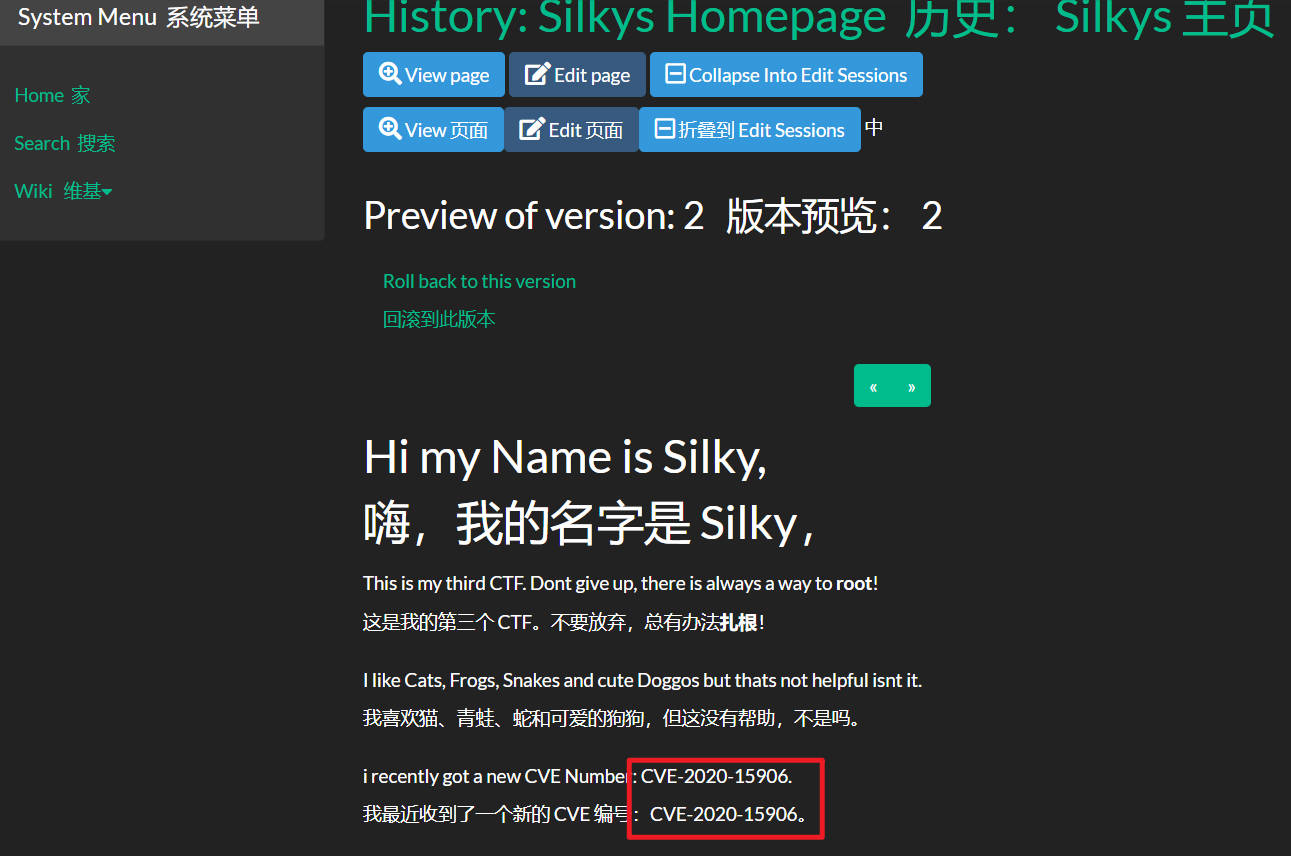 System Menu 系统菜单
Home 家
Search 搜索
Wiki 维基
History: Silkys Homepage 历史： Silkys 主页
View page Edit page Collapse Into Edit Sessions
View 页面 Edit 页面 折叠到 Edit Sessions 中
Preview of version: 2 版本预览： 2
Roll back to this version
回滚到此版本
« »
Hi my Name is Silky,
嗨，我的名字是 Silky，
This is my third CTF. Dont give up, there is always a way to root!
这是我的第三个 CTF。不要放弃，总有办法扎根！
I like Cats, Frogs, Snakes and cute Doggos but thats not helpful isnt it.
我喜欢猫、青蛙、蛇和可爱的狗狗，但这没有帮助，不是吗。
i recently got a new CVE Number: CVE-2020-15906.
我最近收到了一个新的 CVE 编号：CVE-2020-15906。